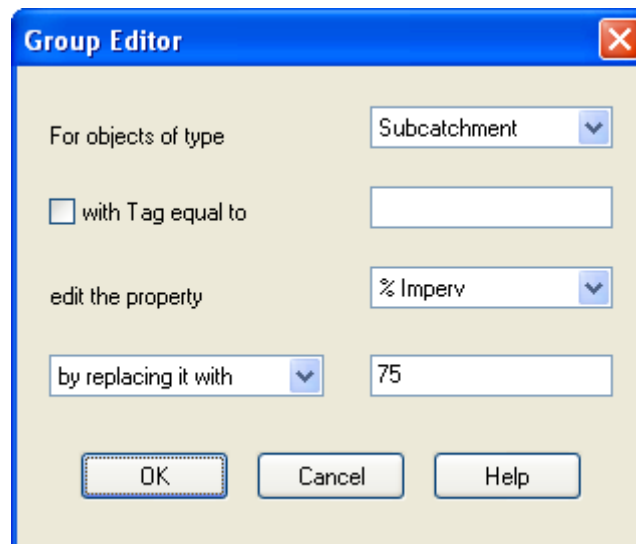 Group Editor
For objects of type Subcatchment
with Tag equal to
edit the property % Imperv
by replacing it with 75
OK Cancel Help